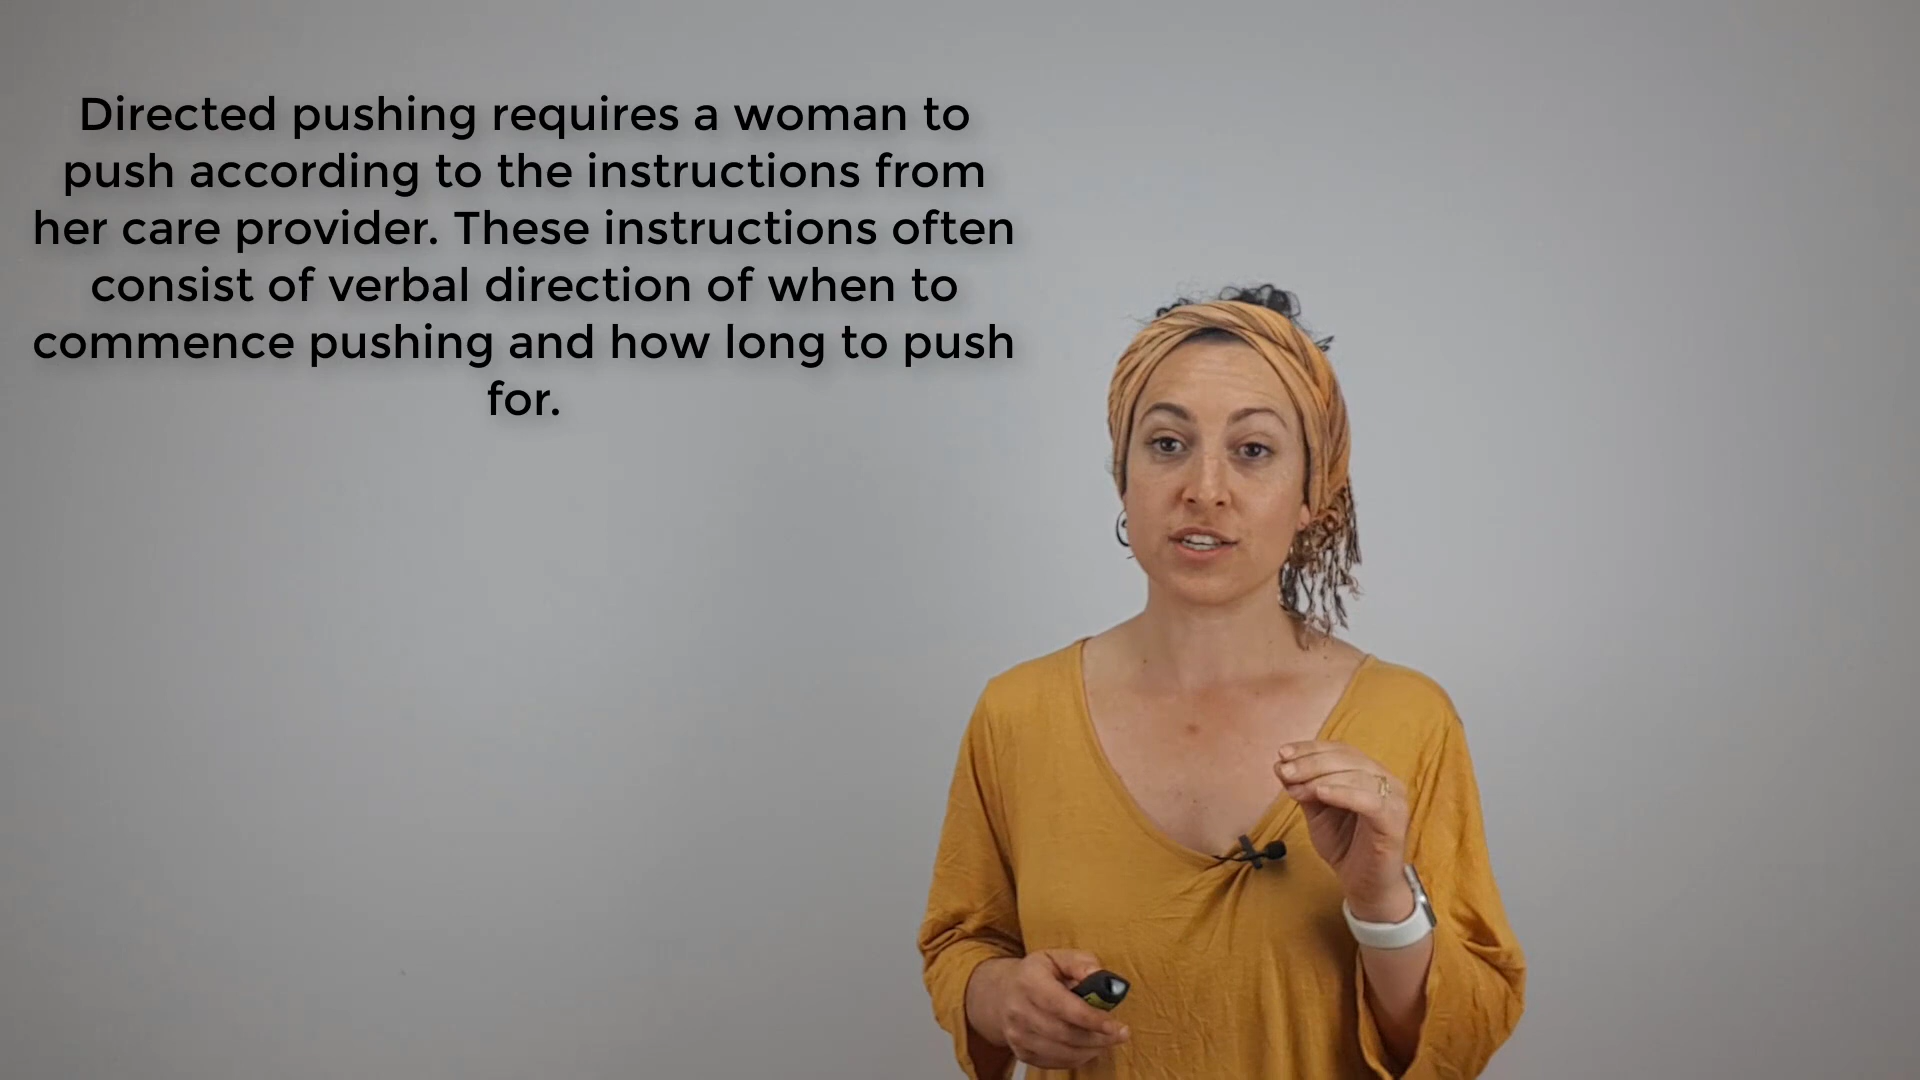 Directed pushing requires a woman to
push according to the instructions from
her care provider. These instructions often
consist of verbal direction of when to
commence pushing and how long to push
for.